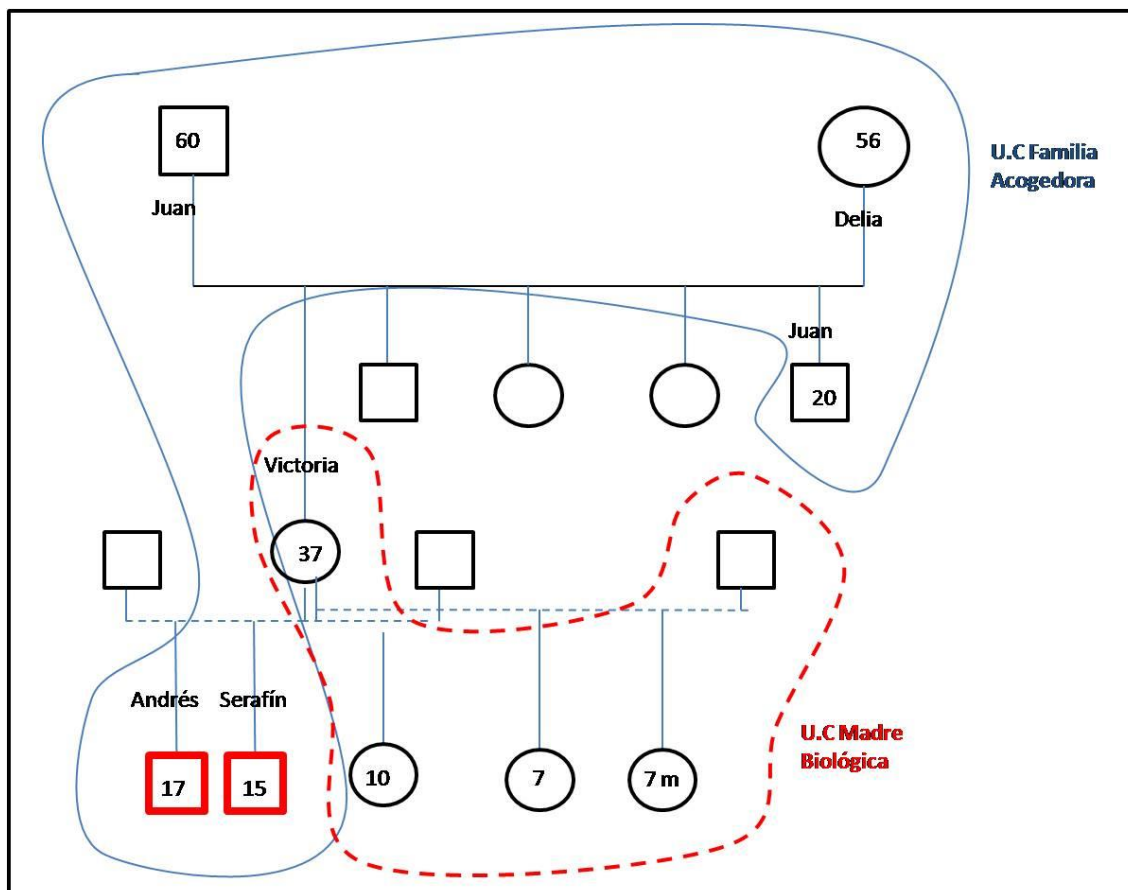 60
56
U.C Familia
Acogedora
Juan
Delia
Juan
20
Victoria
37
Andrés
Serafín
17
15
10
7
7 m
U.C Madre
Biológica